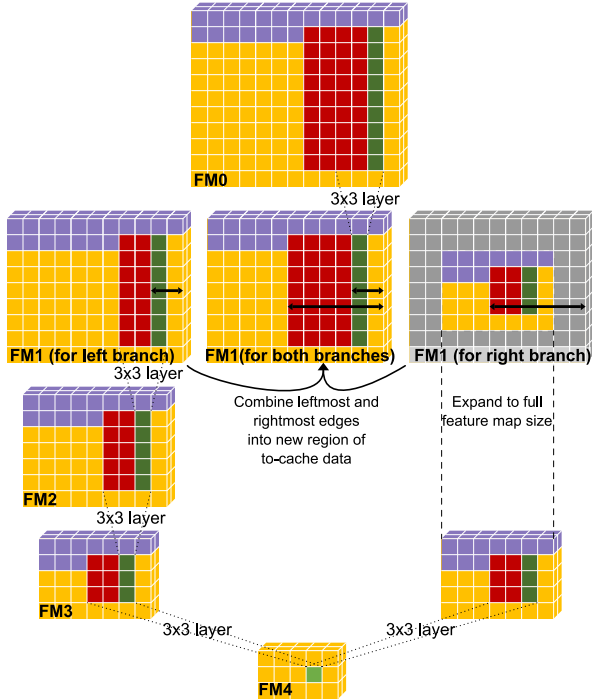 FM0
3x3 layer
FM1 (for left branch)
FM1(for both branches)
FM1 (for right branch)
3x3 layer
Combine leftmost and
rightmost edges
into new region of
to-cache data
Expand to full
feature map size
FM2
3x3 layer
FM3
3x3 layer
3x3 layer
FM4